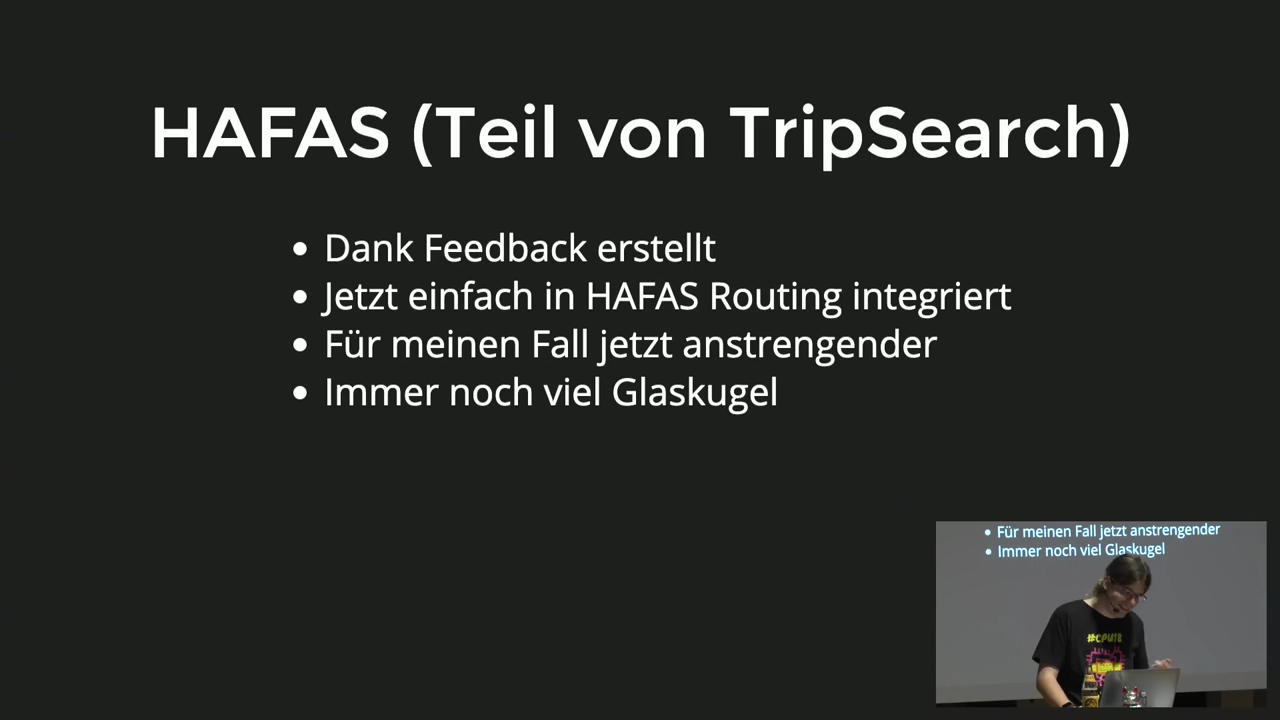 HAFAS (Teil von TripSearch)
• Dank Feedback erstellt
• Jetzt einfach in HAFAS Routing integriert
• Für meinen Fall jetzt anstrengender
• Immer noch viel Glaskugel
• Für meinen Fall jetzt anstrengender
• Immer noch viel Glaskugel